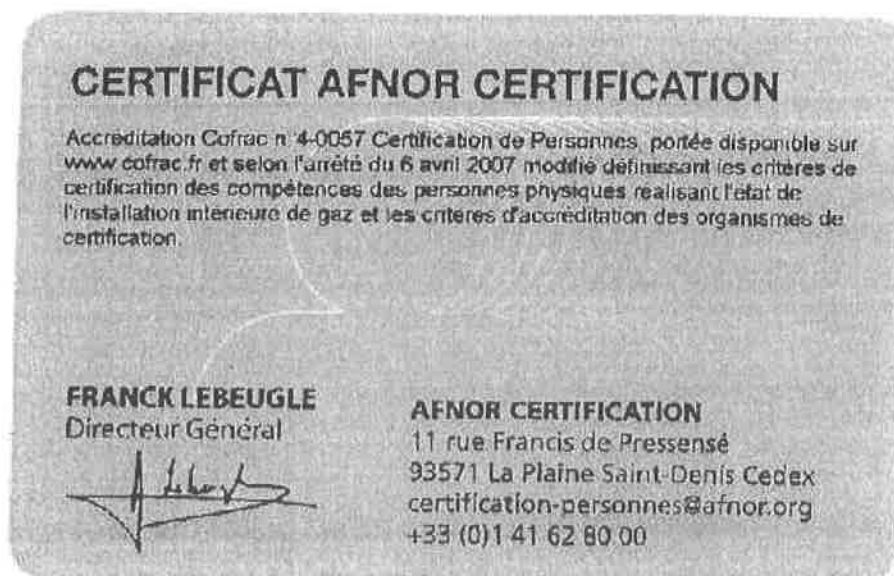 CERTIFICAT AFNOR CERTIFICATION
Accréditation Cofrac n°4-0057 Certification de Personnes, portée disponible sur
www.cofrac.fr et selon l'arrêté du 6 avril 2007 modifié définissant les critères de
certification des compétences des personnes physiques réalisant l'état de
l'installation intérieure de gaz et les critères d'accréditation des organismes de
certification.
FRANCK LEBEUGLE
Directeur Général
AFNOR CERTIFICATION
11 rue Francis de Pressensé
93571 La Plaine Saint-Denis Cedex
certification-personnes@afnor.org
+33 (0)1 41 62 80 00